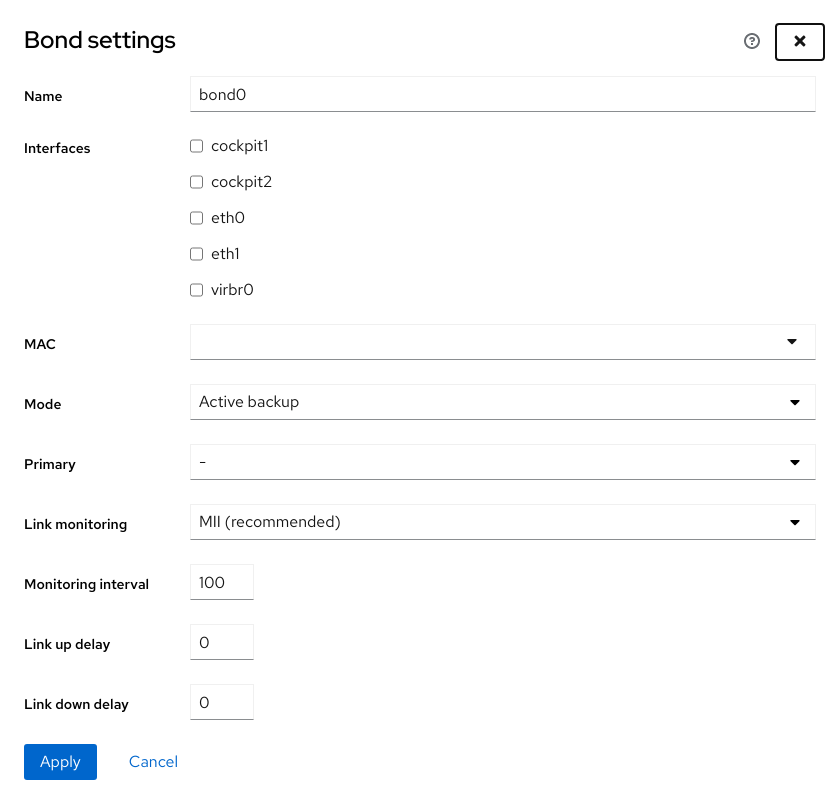 Bond settings
Name bond0
Interfaces cockpit1
cockpit2
eth0
eth1
virbr0
MAC
Mode Active backup
Primary -
Link monitoring MII (recommended)
Monitoring interval 100
Link up delay 0
Link down delay 0
Apply Cancel